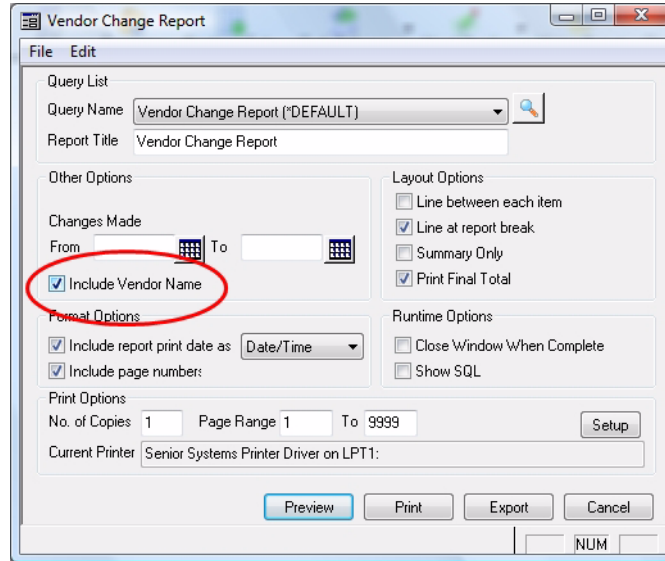 Vendor Change Report
File Edit
Query List
Query Name Vendor Change Report (*DEFAULT)
Report Title Vendor Change Report
Other Options
Changes Made
From To
Include Vendor Name
Layout Options
Line between each item
Line at report break
Summary Only
Print Final Total
Format Options
Include report print date as Date/Time
Include page numbers
Runtime Options
Close Window When Complete
Show SQL
Print Options
No. of Copies 1 Page Range 1 To 9999 Setup
Current Printer Senior Systems Printer Driver on LPT1:
Preview Print Export Cancel
NUM